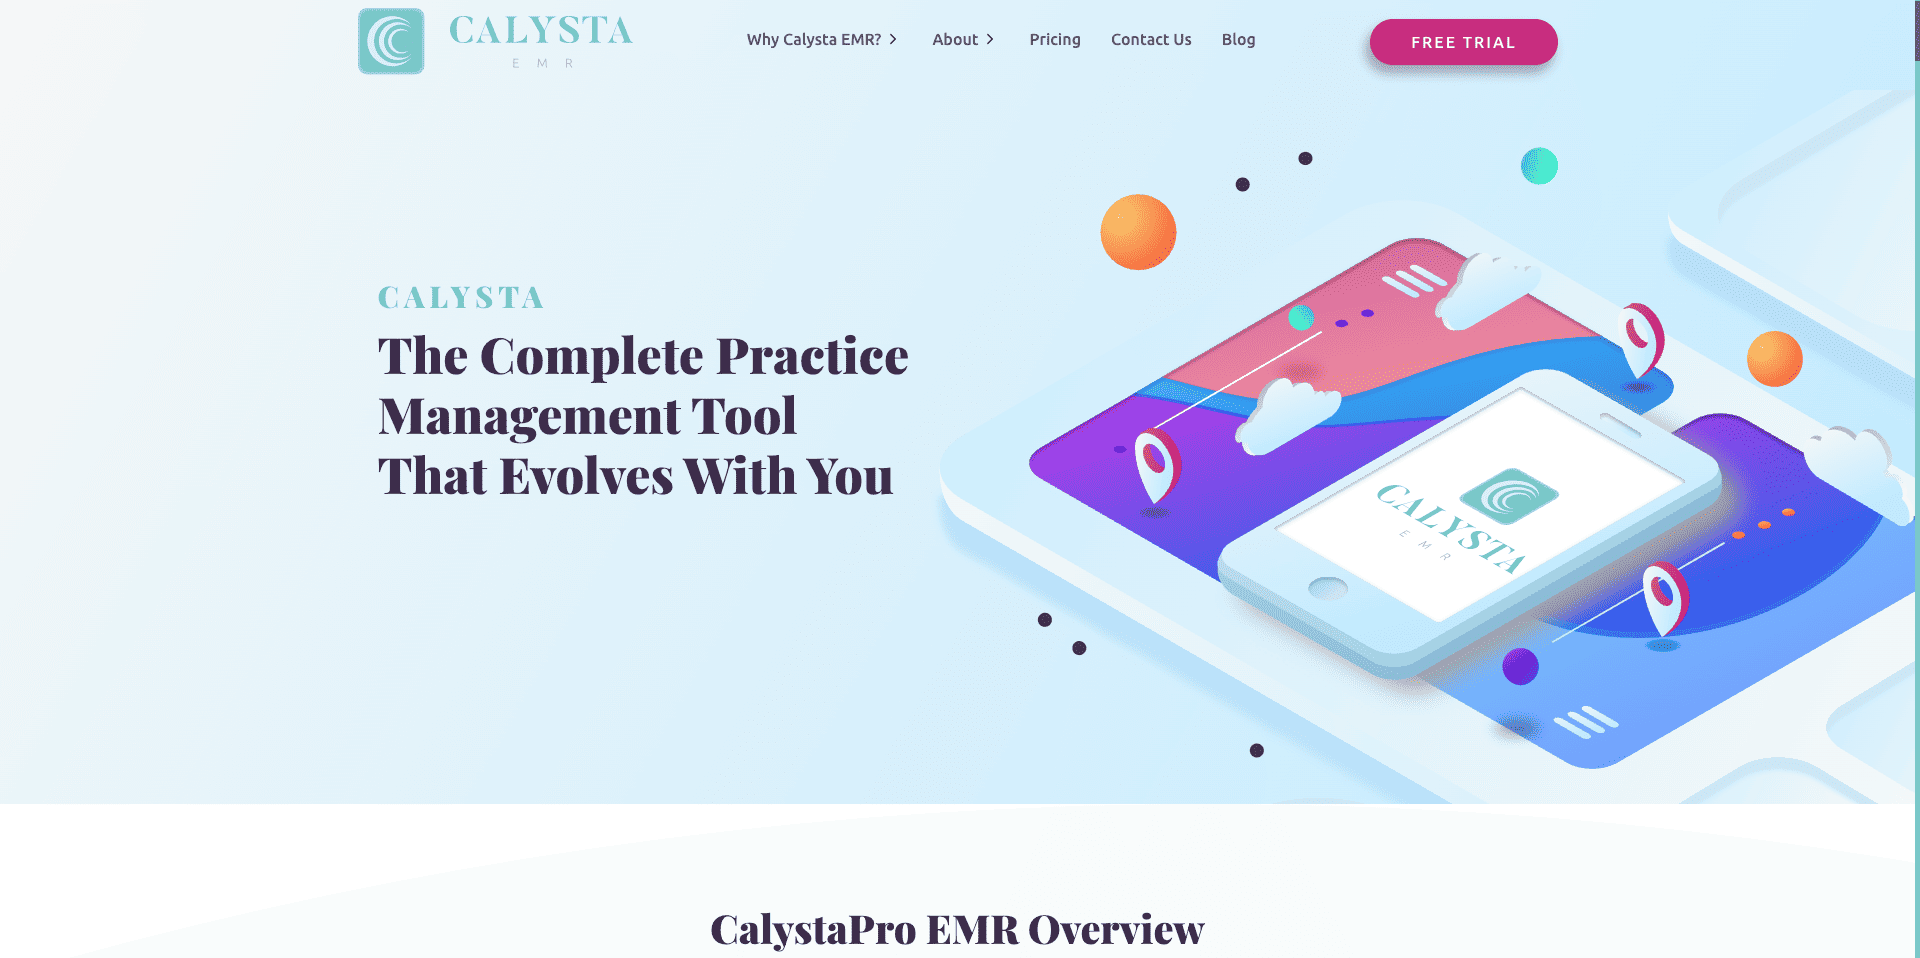 CALYSTA
E M R
Why Calysta EMR?
About
Pricing
Contact Us
Blog
FREE TRIAL
CALYSTA
The Complete Practice
Management Tool
That Evolves With You
CALYSTA
E M R
CalystaPro EMR Overview